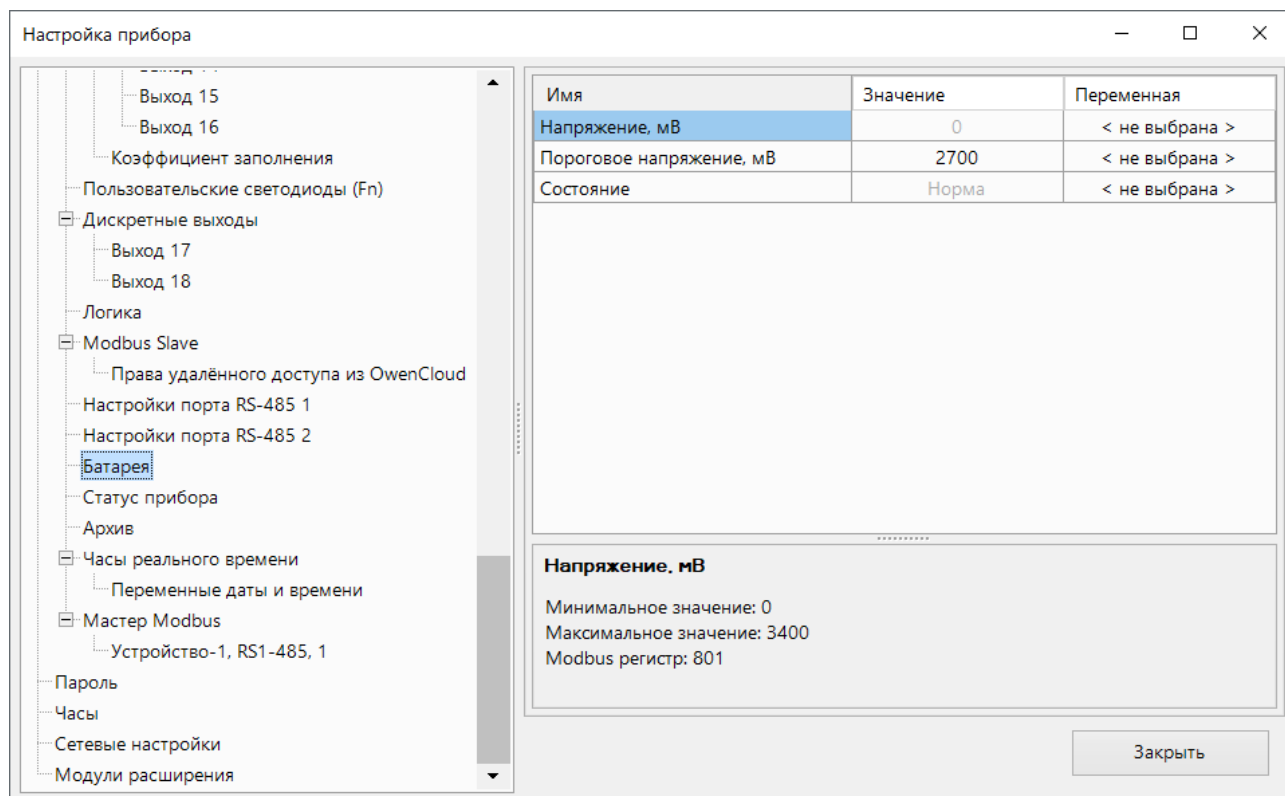 Настройка прибора
Выход 15
Выход 16
Коэффициент заполнения
Пользовательские светодиоды (Fn)
Дискретные выходы
Выход 17
Выход 18
Логика
Modbus Slave
Права удалённого доступа из OwenCloud
Настройки порта RS-485 1
Настройки порта RS-485 2
Батарея
Статус прибора
Архив
Часы реального времени
Переменные даты и времени
Мастер Modbus
Устройство-1, RS1-485, 1
Пароль
Часы
Сетевые настройки
Модули расширения
Имя Значение Переменная
Напряжение, мВ 0 < не выбрана >
Пороговое напряжение, мВ 2700 < не выбрана >
Состояние Норма < не выбрана >
Напряжение, мВ
Минимальное значение: 0
Максимальное значение: 3400
Modbus регистр: 801
Закрыть